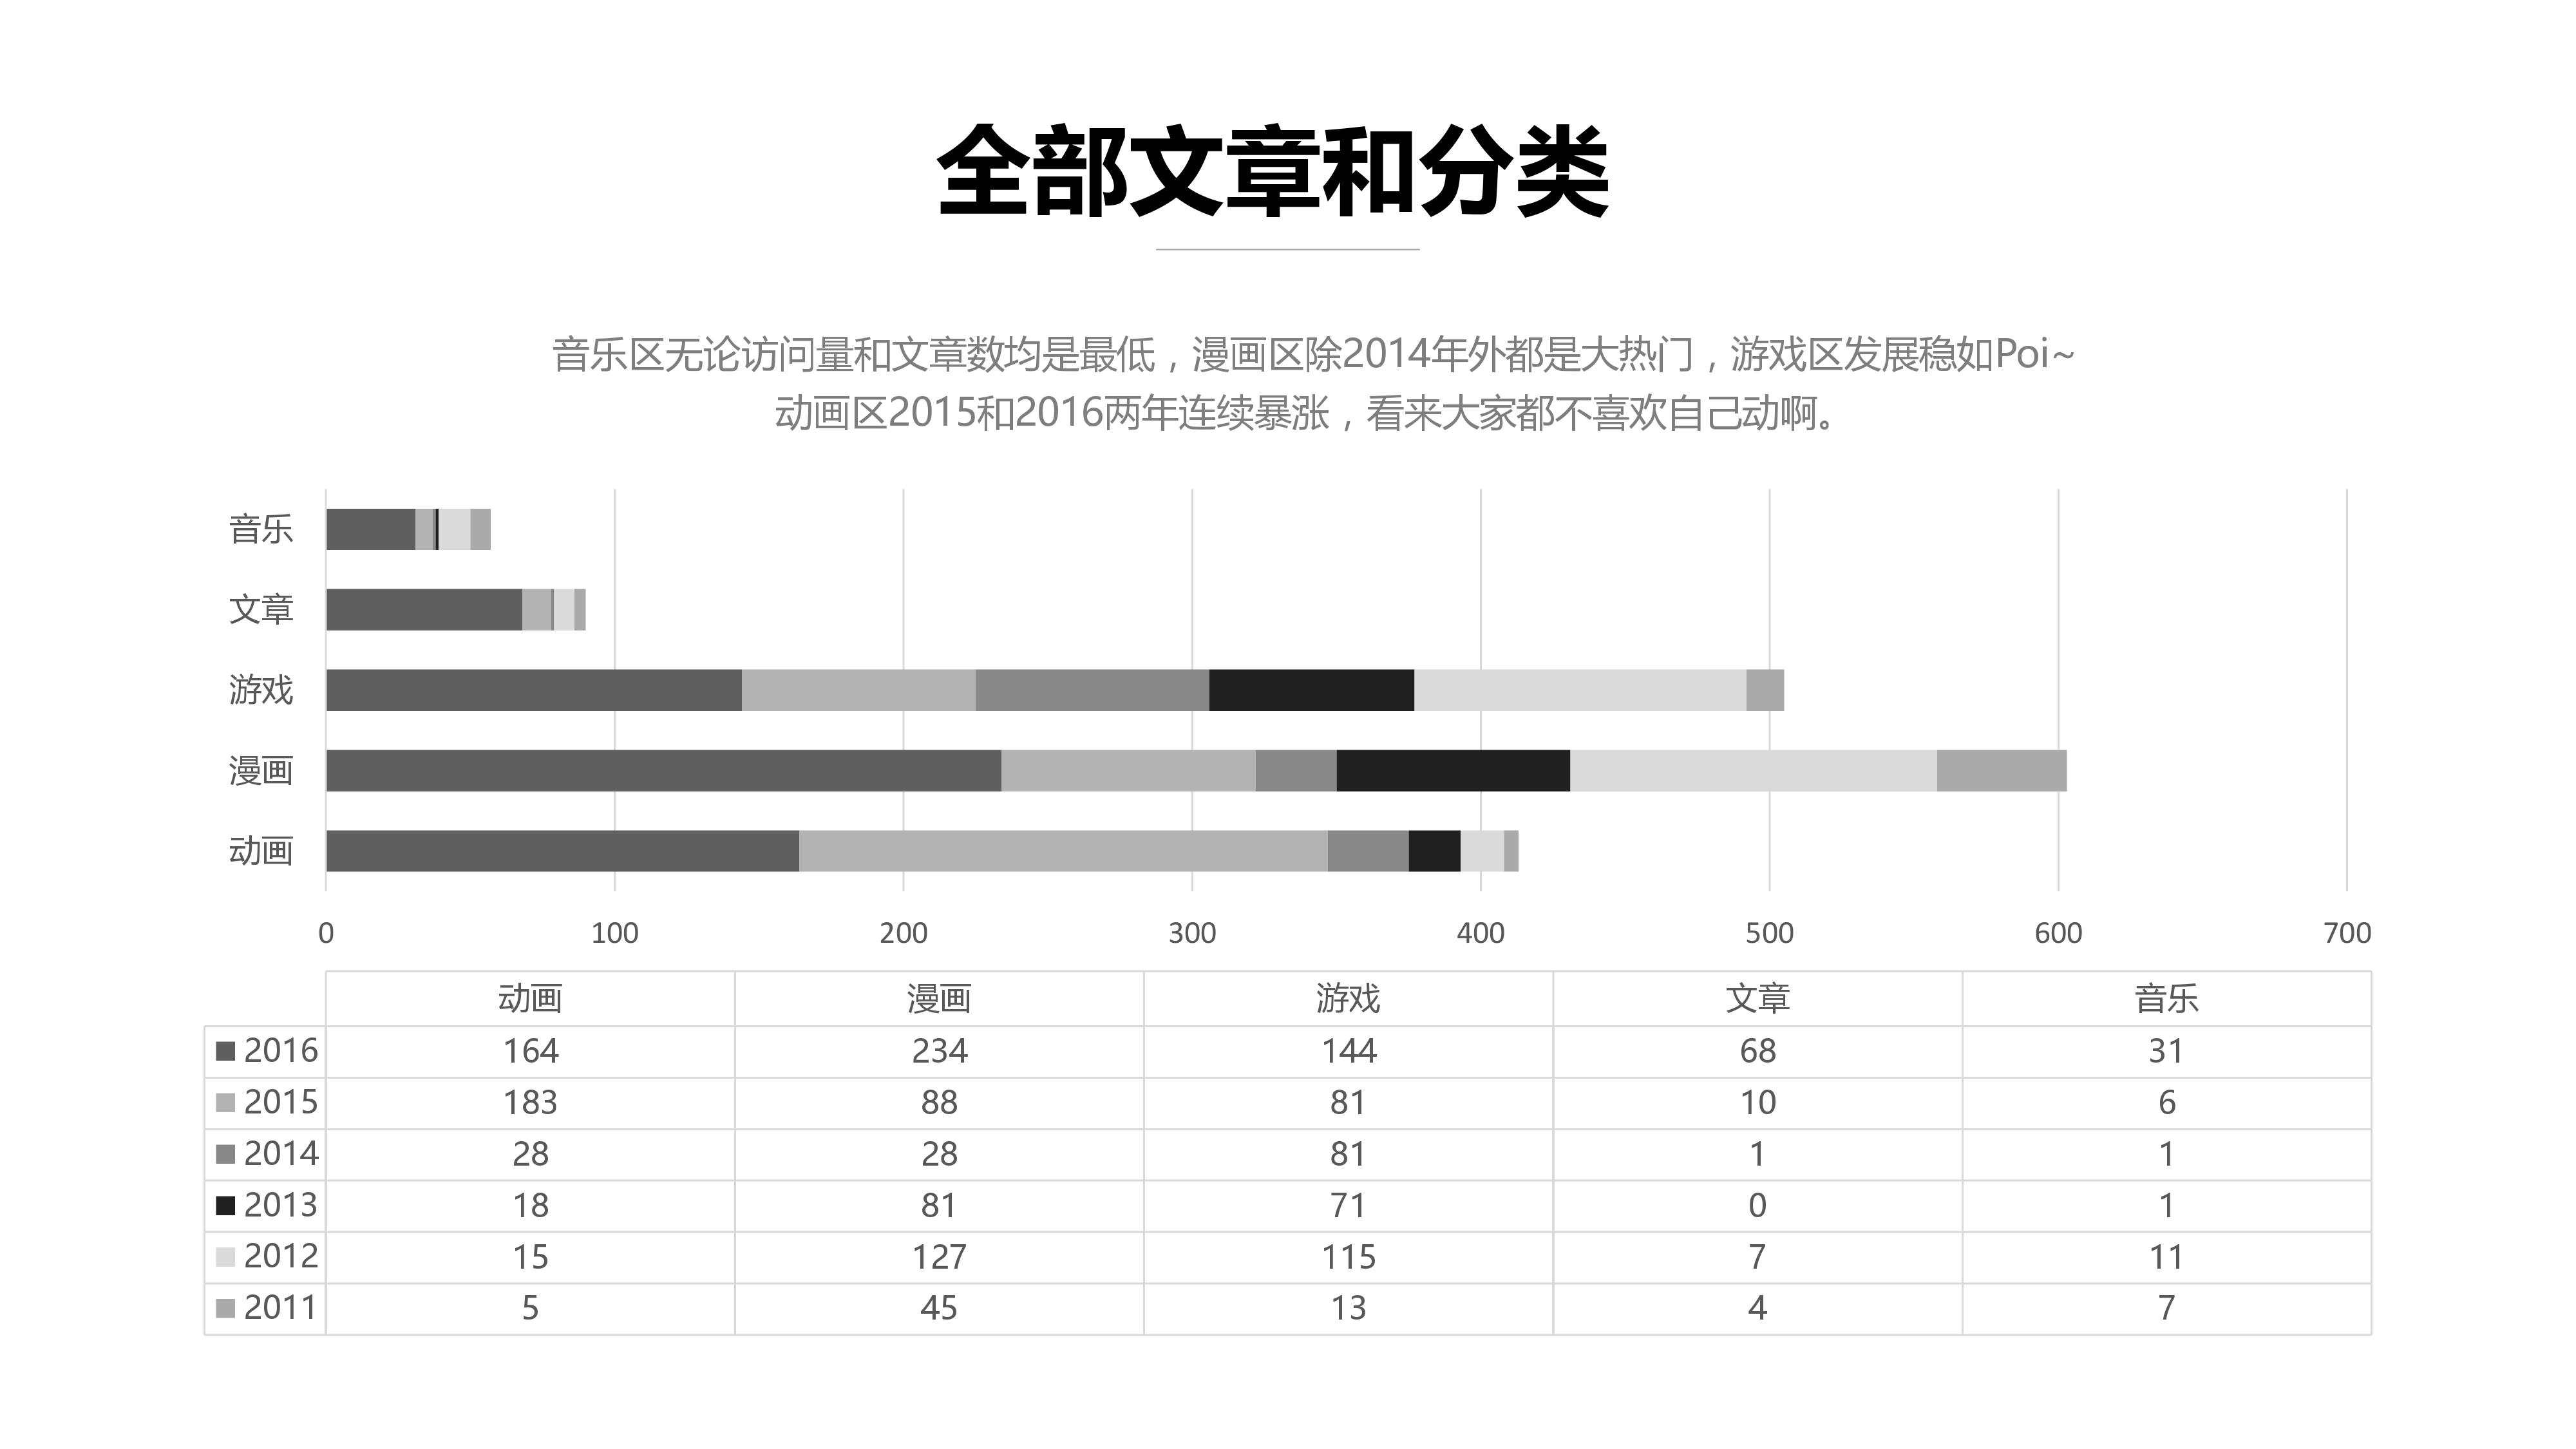 全部文章和分类
音乐区无论访问量和文章数均是最低，漫画区除2014年外都是大热门，游戏区发展稳如Poi~
动画区2015和2016两年连续暴涨，看来大家都不喜欢自己动啊。
音乐
文章
游戏
漫画
动画
0 100 200 300 400 500 600 700
动画 漫画 游戏 文章 音乐
2016 164 234 144 68 31
2015 183 88 81 10 6
2014 28 28 81 1 1
2013 18 81 71 0 1
2012 15 127 115 7 11
2011 5 45 13 4 7